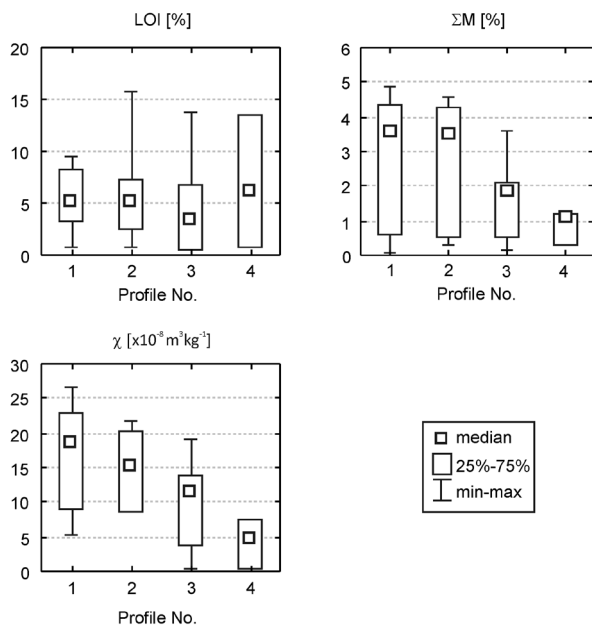 LOI [%]
20
15
10
5
0
1 2 3 4
Profile No.
ΣM [%]
6
5
4
3
2
1
0
1 2 3 4
Profile No.
χ [x10⁻⁸ m³kg⁻¹]
30
25
20
15
10
5
0
1 2 3 4
Profile No.
median
25%-75%
min-max